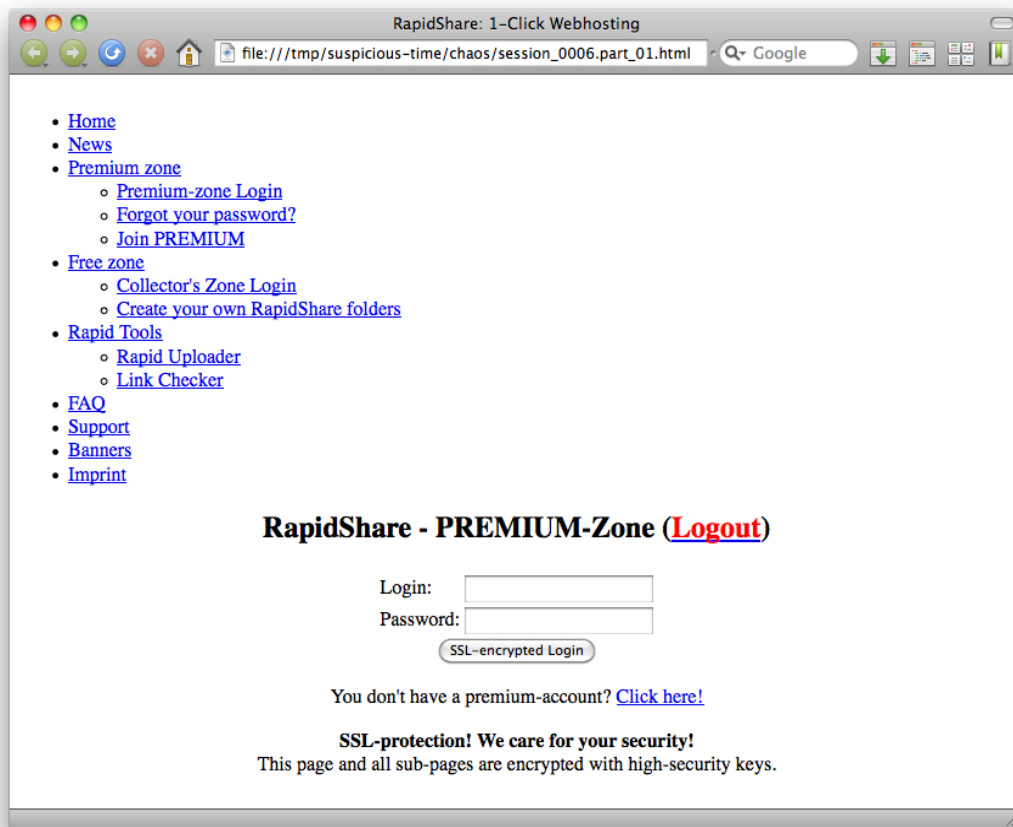 RapidShare: 1-Click Webhosting
file:///tmp/suspicious-time/chaos/session_0006.part_01.html
Google
Home
News
Premium zone
Premium-zone Login
Forgot your password?
Join PREMIUM
Free zone
Collector's Zone Login
Create your own RapidShare folders
Rapid Tools
Rapid Uploader
Link Checker
FAQ
Support
Banners
Imprint
RapidShare - PREMIUM-Zone (Logout)
Login:
Password:
SSL-encrypted Login
You don't have a premium-account? Click here!
SSL-protection! We care for your security!
This page and all sub-pages are encrypted with high-security keys.